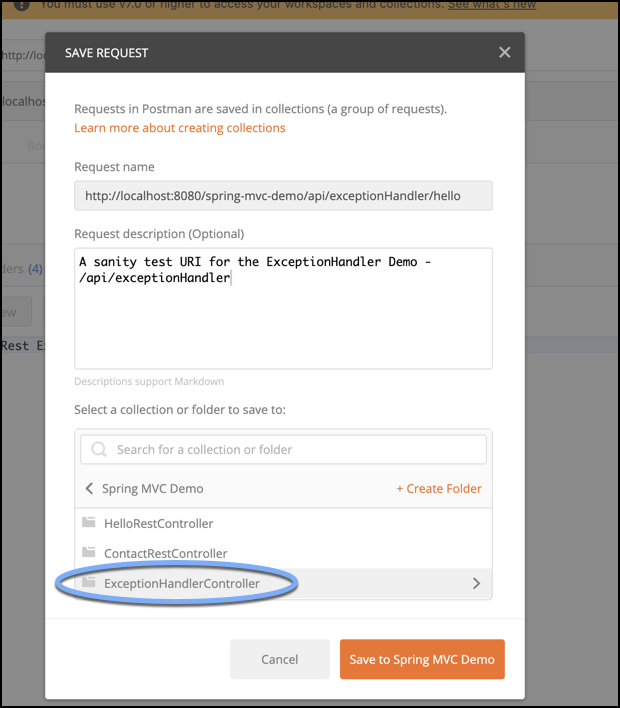 You must use v7.0 or higher to access your workspaces and collections. See what's new
SAVE REQUEST
http://loc
localhos
Requests in Postman are saved in collections (a group of requests).
Learn more about creating collections
Request name
http://localhost:8080/spring-mvc-demo/api/exceptionHandler/hello
Request description (Optional)
A sanity test URI for the ExceptionHandler Demo -
/api/exceptionHandler
ders (4)
ew
Rest E
Descriptions support Markdown
Select a collection or folder to save to:
Search for a collection or folder
Spring MVC Demo
+ Create Folder
HelloRestController
ContactRestController
ExceptionHandlerController
Cancel
Save to Spring MVC Demo